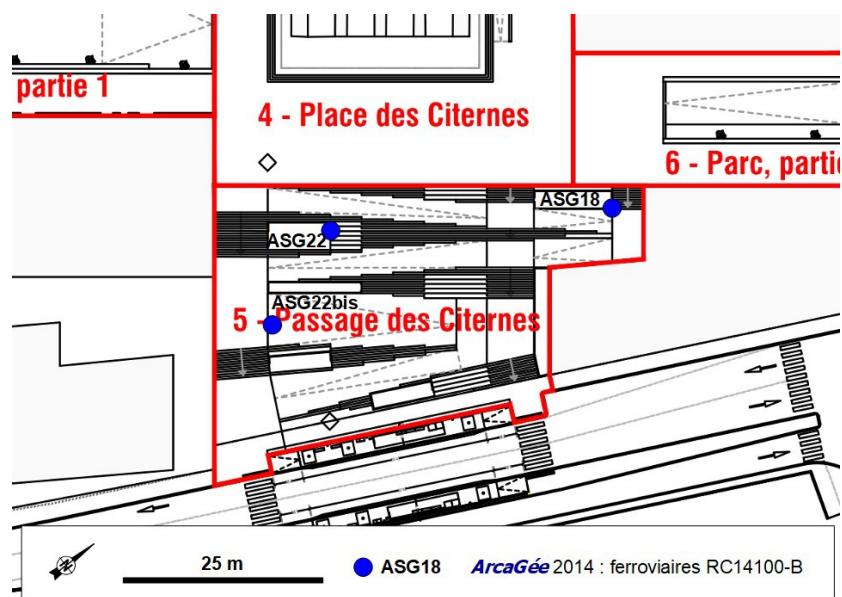 partie 1
4 - Place des Citernes
6 - Parc, partie
ASG18
ASG22
ASG22bis
5 - Passage des Citernes
25 m
ASG18
ArcaGée 2014 : ferroviaires RC14100-B